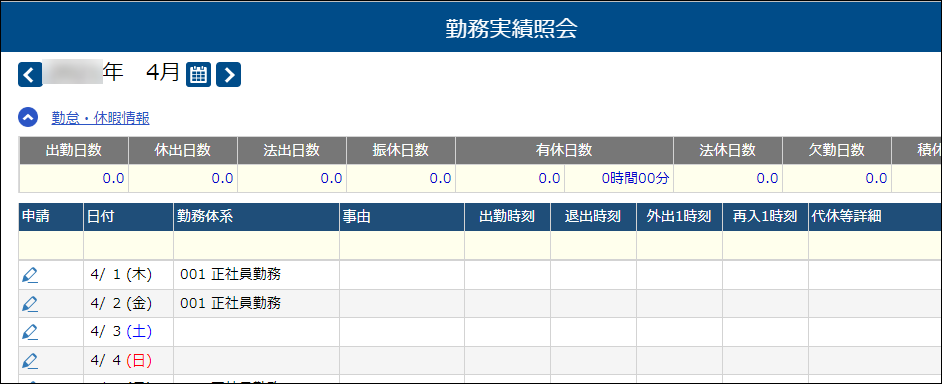 勤務実績照会
年 4月
勤怠・休暇情報
出勤日数 休出日数 法出日数 振休日数 有休日数 法休日数 欠勤日数 積休
0.0 0.0 0.0 0.0 0.0 0時間00分 0.0 0.0
申請 日付 勤務体系 事由 出勤時刻 退出時刻 外出1時刻 再入1時刻 代休等詳細
4/ 1 (木) 001 正社員勤務
4/ 2 (金) 001 正社員勤務
4/ 3 (土)
4/ 4 (日)